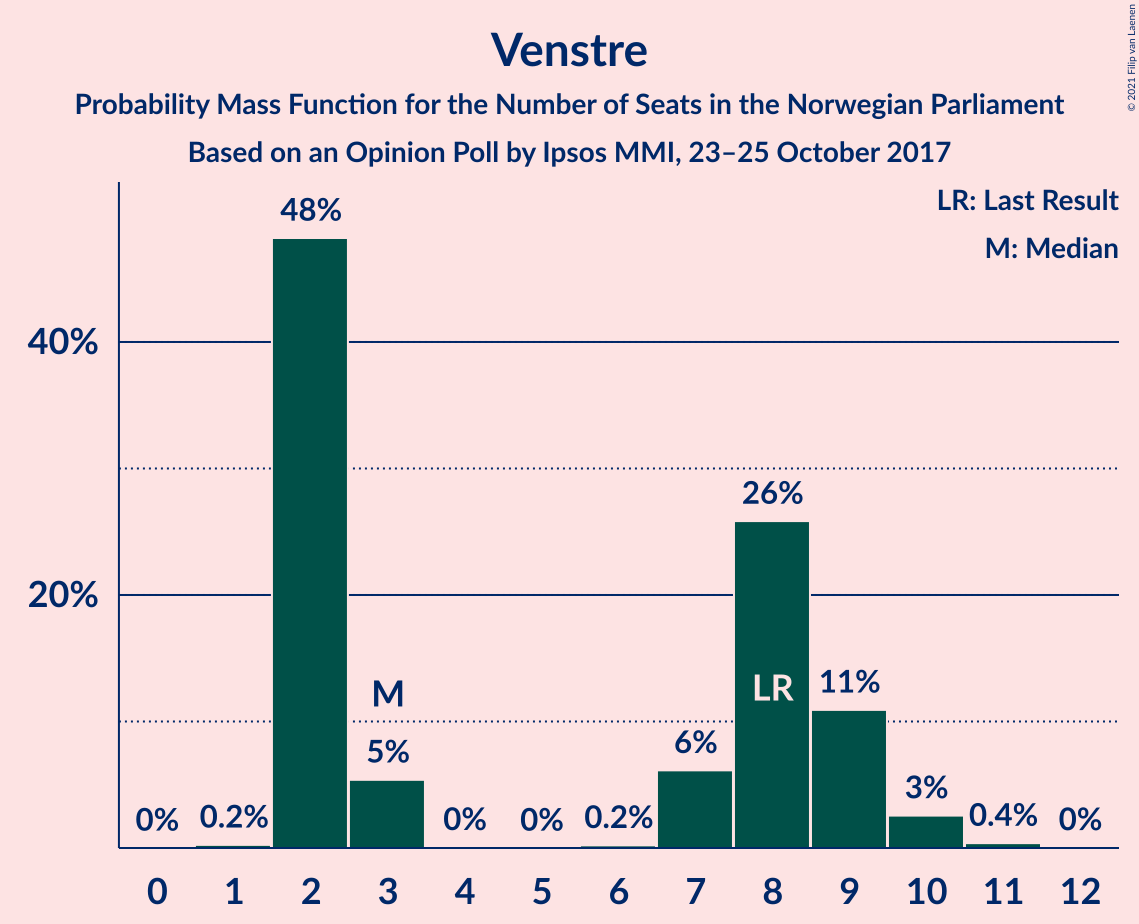 Venstre
Probability Mass Function for the Number of Seats in the Norwegian Parliament
Based on an Opinion Poll by Ipsos MMI, 23–25 October 2017
© 2021 Filip van Laenen
LR: Last Result
M: Median
48%
40%
26%
20%
LR
11%
M
6%
5%
3%
0%
0.2%
0%
0%
0.2%
0.4%
0%
0 1 2 3 4 5 6 7 8 9 10 11 12